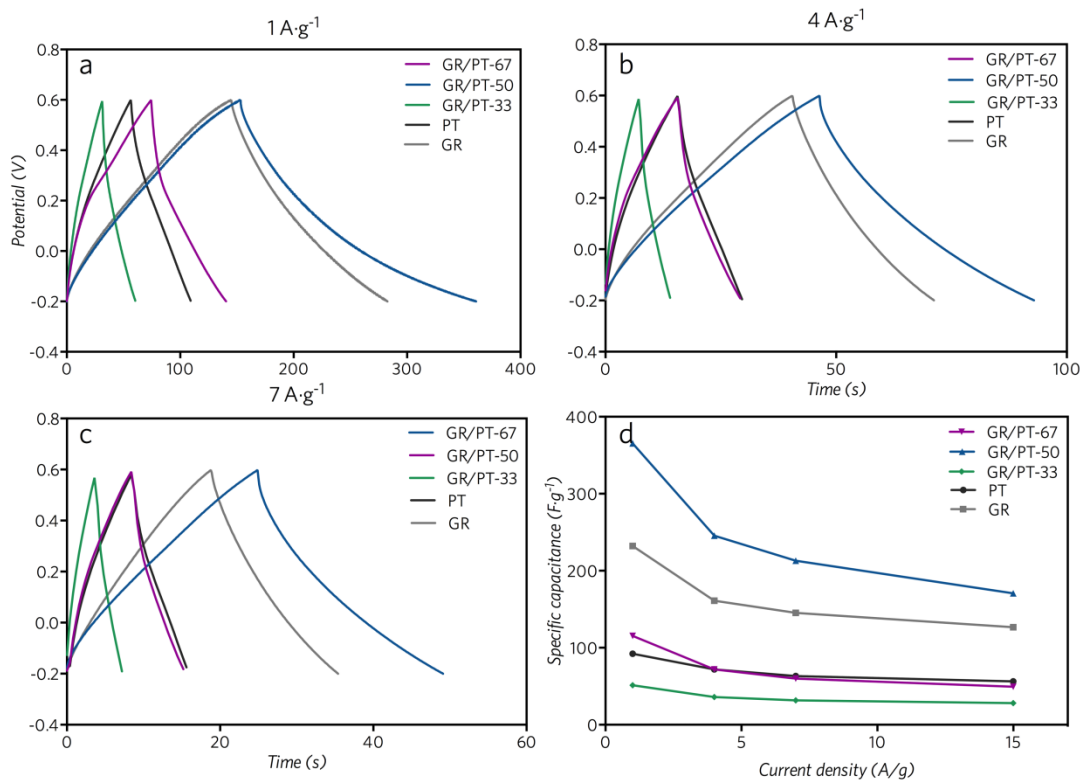 1 A·g⁻¹
a
GR/PT-67
GR/PT-50
GR/PT-33
PT
GR
Potential (V)
0.8
0.6
0.4
0.2
0.0
-0.2
-0.4
0 100 200 300 400
4 A·g⁻¹
b
GR/PT-67
GR/PT-50
GR/PT-33
PT
GR
0.8
0.6
0.4
0.2
0.0
-0.2
-0.4
0 50 100
Time (s)
7 A·g⁻¹
c
GR/PT-67
GR/PT-50
GR/PT-33
PT
GR
0.8
0.6
0.4
0.2
0.0
-0.2
-0.4
0 20 40 60
Time (s)
d
GR/PT-67
GR/PT-50
GR/PT-33
PT
GR
Specific capacitance (F·g⁻¹)
400
300
200
100
0
0 5 10 15
Current density (A/g)